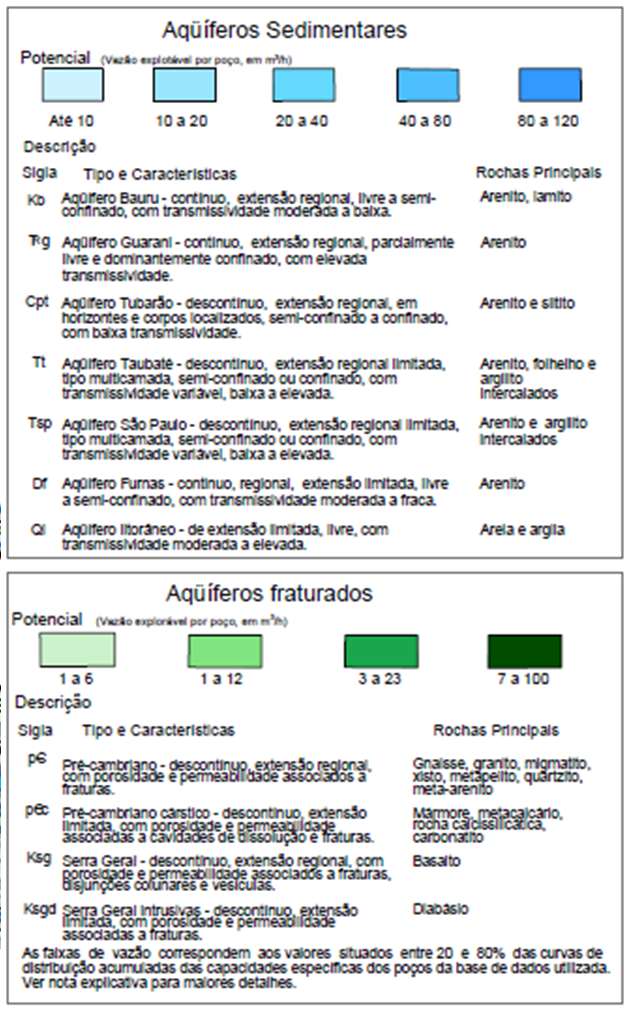 Aqüíferos Sedimentares
Potencial (Vazão explotável por poço, em m³/h)
Até 10 10 a 20 20 a 40 40 a 80 80 a 120
Descrição
Sigla Tipo e Características Rochas Principais
Kb Aqüífero Bauru - contínuo, extensão regional, livre a semi- Arenito, lamito
confinado, com transmissividade moderada a baixa.
TRg Aqüífero Guarani - contínuo, extensão regional, parcialmente Arenito
livre e dominantemente confinado, com elevada
transmissividade.
Cpt Aqüífero Tubarão - descontínuo, extensão regional, em Arenito e siltito
horizontes e corpos localizados, semi-confinado a confinado,
com baixa transmissividade.
Tt Aqüífero Taubaté - descontínuo, extensão regional limitada, Arenito, folhelho e
tipo multicamada, semi-confinado ou confinado, com argilito
transmissividade variável, baixa a elevada. intercalados
Tsp Aqüífero São Paulo - descontínuo, extensão regional limitada, Arenito e argilito
tipo multicamada, semi-confinado ou confinado, com intercalados
transmissividade variável, baixa a elevada.
Df Aqüífero Furnas - contínuo, regional, extensão limitada, livre Arenito
a semi-confinado, com transmissividade moderada a fraca.
Ql Aqüífero litorâneo - de extensão limitada, livre, com Areia e argila
transmissividade moderada a elevada.
Aqüíferos fraturados
Potencial (Vazão explorável por poço, em m³/h)
1 a 6 1 a 12 3 a 23 7 a 100
Descrição
Sigla Tipo e Características Rochas Principais
p€ Pré-cambriano - descontínuo, extensão regional, Gnaisse, granito, migmatito,
com porosidade e permeabilidade associados a xisto, metapelito, quartzito,
fraturas. meta-arenito
p€c Pré-cambriano cárstico - descontínuo, extensão Mármore, metacalcário,
limitada, com porosidade e permeabilidade rocha calcissilicática,
associadas a cavidades de dissolução e fraturas. carbonatito
Ksg Serra Geral - descontínuo, extensão regional, com Basalto
porosidade e permeabilidade associados a fraturas,
disjunções colunares e vesículas.
Ksgd Serra Geral Intrusivas - descontínuo, extensão Diabásio
limitada, com porosidade e permeabilidade
associadas a fraturas.
As faixas de vazão correspondem aos valores situados entre 20 e 80% das curvas de
distribuição acumuladas das capacidades específicas dos poços da base de dados utilizada.
Ver nota explicativa para maiores detalhes.